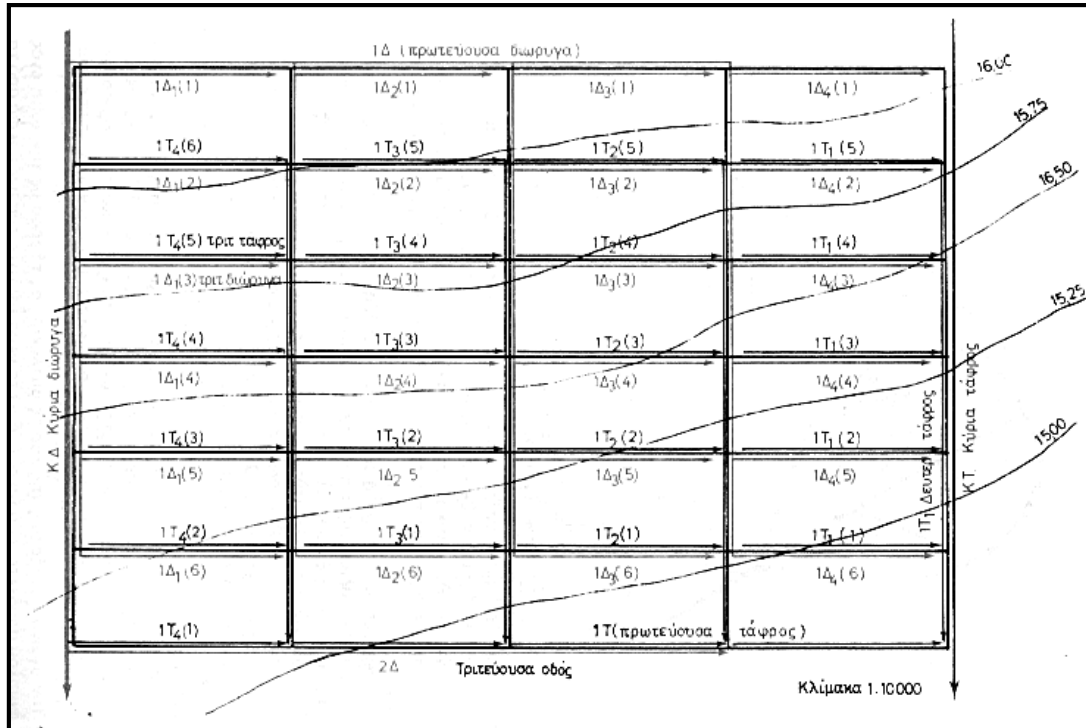 1Δ (πρωτεύουσα διώρυγα)
1Δ₁(1) 1Δ₂(1) 1Δ₃(1) 1Δ₄(1)
16,00
15,75
1Τ₄(6) 1Τ₃(5) 1Τ₂(5) 1Τ₁(5)
1Δ₁(2) 1Δ₂(2) 1Δ₃(2) 1Δ₄(2)
16,50
1Τ₄(5) τριτ τάφρος 1Τ₃(4) 1Τ₂(4) 1Τ₁(4)
1Δ₁(3) τριτ διώρυγα 1Δ₂(3) 1Δ₃(3) 1Δ₄(3)
15,25
1Τ₄(4) 1Τ₃(3) 1Τ₂(3) 1Τ₁(3)
1Δ₁(4) 1Δ₂(4) 1Δ₃(4) 1Δ₄(4)
ΚΔ Κύρια διώρυγα
ΚΤ Κύρια τάφρος
1Τ₁ Δευτερ τάφρος
15,00
1Τ₄(3) 1Τ₃(2) 1Τ₂(2) 1Τ₁(2)
1Δ₁(5) 1Δ₂ 5 1Δ₃(5) 1Δ₄(5)
1Τ₄(2) 1Τ₃(1) 1Τ₂(1) 1Τ₁(1)
1Δ₁(6) 1Δ₂(6) 1Δ₃(6) 1Δ₄(6)
1Τ₄(1) 1Τ(πρωτεύουσα τάφρος)
2Δ Τριτεύουσα οδός
Κλίμακα 1.10000